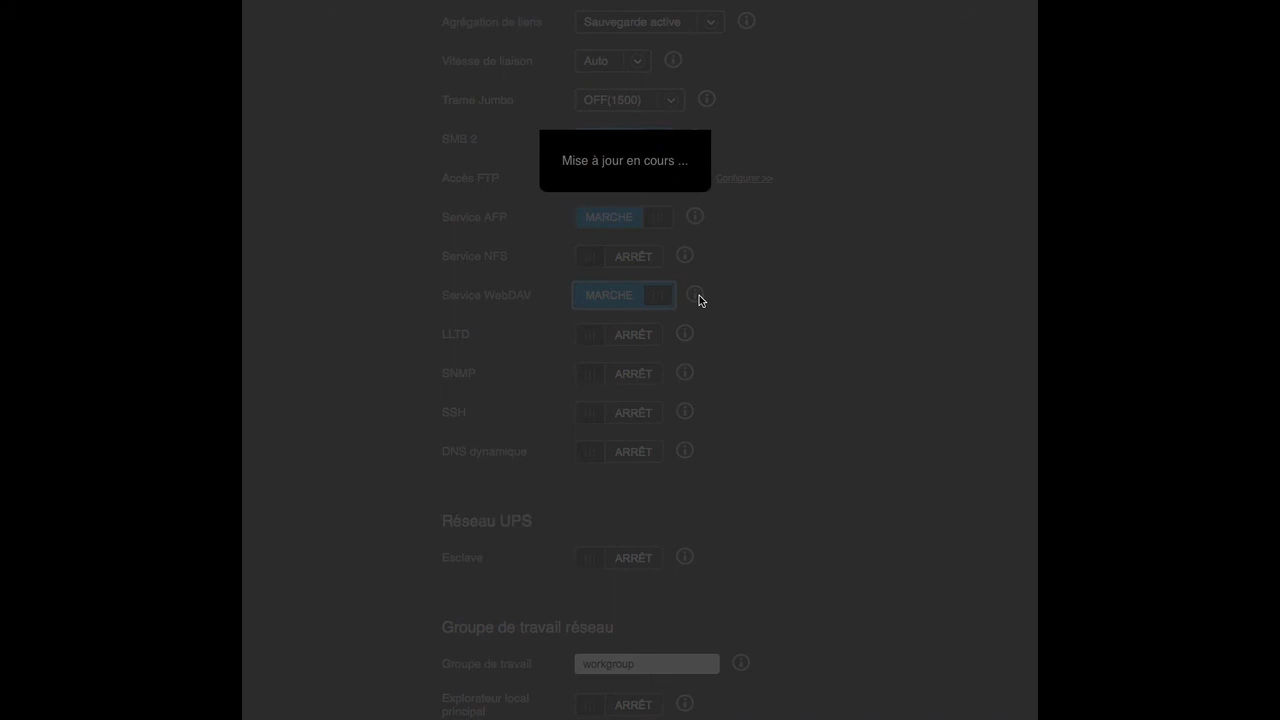 Agrégation de liens Sauvegarde active
Vitesse de liaison Auto
Trame Jumbo OFF(1500)
SMB 2
Mise à jour en cours ...
Accès FTP Configurer >>
Service AFP MARCHE
Service NFS ARRÊT
Service WebDAV MARCHE
LLTD ARRÊT
SNMP ARRÊT
SSH ARRÊT
DNS dynamique ARRÊT
Réseau UPS
Esclave ARRÊT
Groupe de travail réseau
Groupe de travail workgroup
Explorateur local
principal ARRÊT